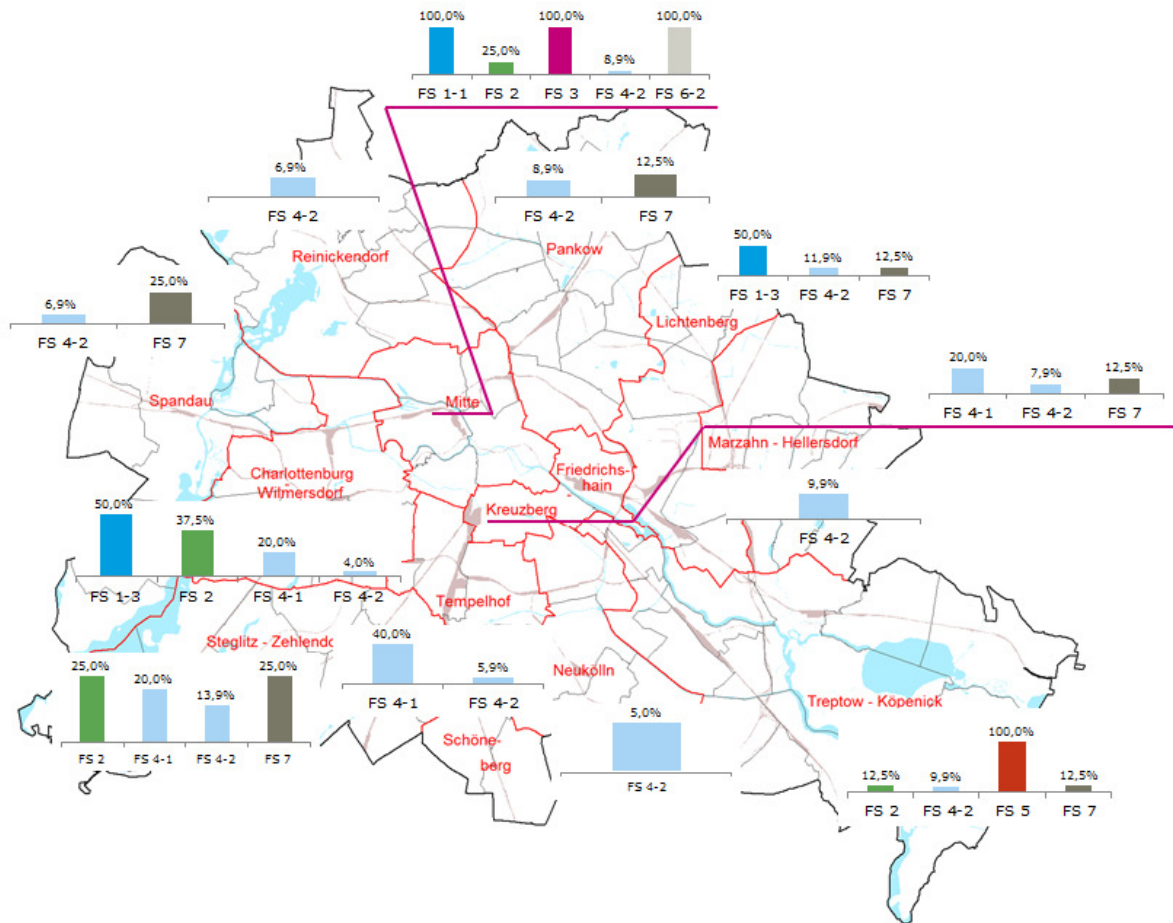 100,0% 25,0% 100,0% 8,9% 100,0%
FS 1-1 FS 2 FS 3 FS 4-2 FS 6-2
6,9%
FS 4-2
8,9% 12,5%
FS 4-2 FS 7
Reinickendorf
Pankow
50,0% 11,9% 12,5%
FS 1-3 FS 4-2 FS 7
6,9% 25,0%
FS 4-2 FS 7
Lichtenberg
20,0% 7,9% 12,5%
FS 4-1 FS 4-2 FS 7
Spandau
Mitte
Marzahn - Hellersdorf
Charlottenburg
Wilmersdorf
Friedrichs-
hain
Kreuzberg
9,9%
FS 4-2
50,0% 37,5% 20,0% 4,0%
FS 1-3 FS 2 FS 4-1 FS 4-2
Tempelhof
Steglitz - Zehlendo
40,0% 5,9%
FS 4-1 FS 4-2
Neukölln
25,0% 20,0% 13,9% 25,0%
FS 2 FS 4-1 FS 4-2 FS 7
Treptow - Köpenick
5,0%
FS 4-2
Schöne-
berg
12,5% 9,9% 100,0% 12,5%
FS 2 FS 4-2 FS 5 FS 7